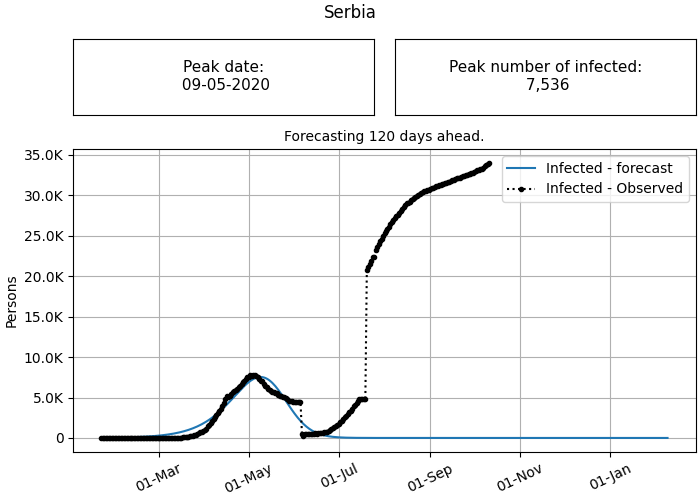 Serbia
Peak date:
09-05-2020
Peak number of infected:
7,536
Forecasting 120 days ahead.
35.0K
30.0K
25.0K
20.0K
15.0K
10.0K
5.0K
0
Persons
Infected - forecast
Infected - Observed
01-Mar
01-May
01-Jul
01-Sep
01-Nov
01-Jan